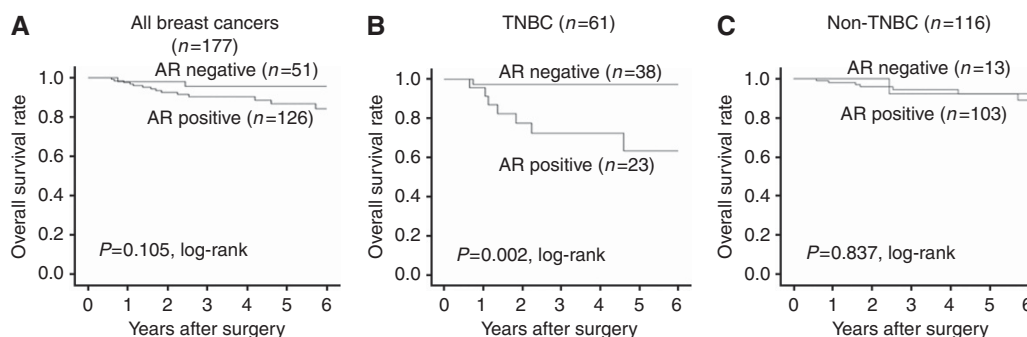 A
All breast cancers
(n=177)
Overall survival rate
1.0
0.8
0.6
0.4
0.2
0.0
AR negative (n=51)
AR positive (n=126)
P=0.105, log-rank
0 1 2 3 4 5 6
Years after surgery
B
TNBC (n=61)
Overall survival rate
1.0
0.8
0.6
0.4
0.2
0.0
AR negative (n=38)
AR positive (n=23)
P=0.002, log-rank
0 1 2 3 4 5 6
Years after surgery
C
Non-TNBC (n=116)
Overall survival rate
1.0
0.8
0.6
0.4
0.2
0.0
AR negative (n=13)
AR positive (n=103)
P=0.837, log-rank
0 1 2 3 4 5 6
Years after surgery